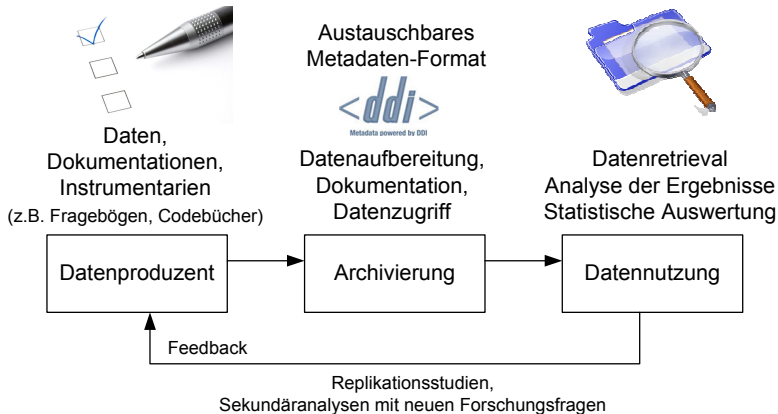 Austauschbares
Metadaten-Format
<ddi>
Metadata powered by DDI
Daten,
Dokumentationen,
Instrumentarien
(z.B. Fragebögen, Codebücher)
Datenaufbereitung,
Dokumentation,
Datenzugriff
Datenretrieval
Analyse der Ergebnisse
Statistische Auswertung
Datenproduzent
Archivierung
Datennutzung
Feedback
Replikationsstudien,
Sekundäranalysen mit neuen Forschungsfragen